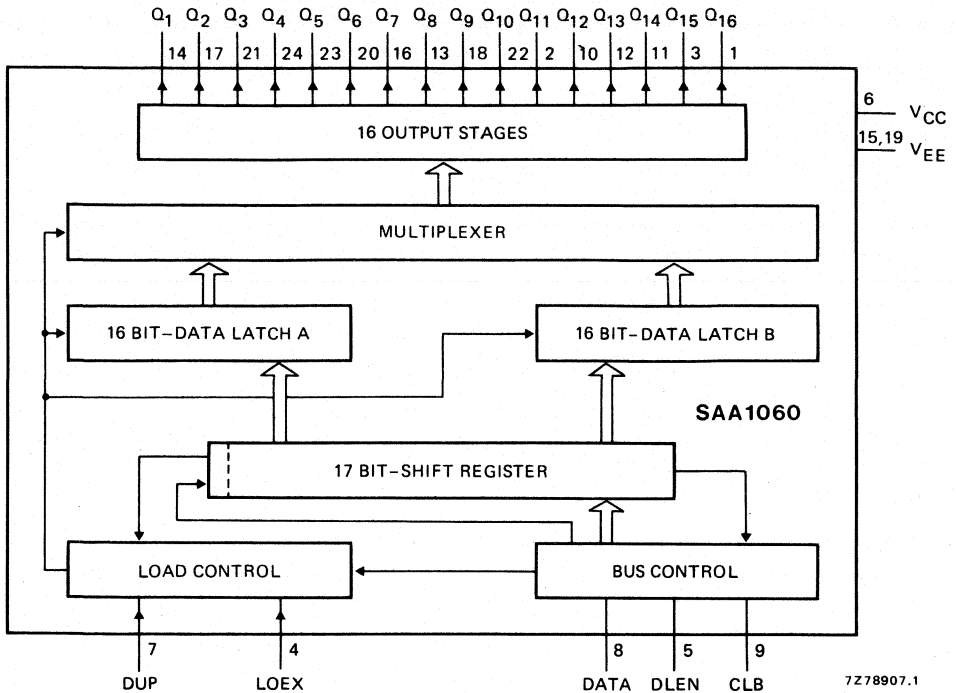 Q1 Q2 Q3 Q4 Q5 Q6 Q7 Q8 Q9 Q10 Q11 Q12 Q13 Q14 Q15 Q16
14 17 21 24 23 20 16 13 18 22 2 10 12 11 3 1
6 VCC
15,19 VEE
16 OUTPUT STAGES
MULTIPLEXER
16 BIT–DATA LATCH A
16 BIT–DATA LATCH B
SAA1060
17 BIT–SHIFT REGISTER
LOAD CONTROL
BUS CONTROL
7 4 8 5 9
DUP LOEX DATA DLEN CLB
7Z78907.1